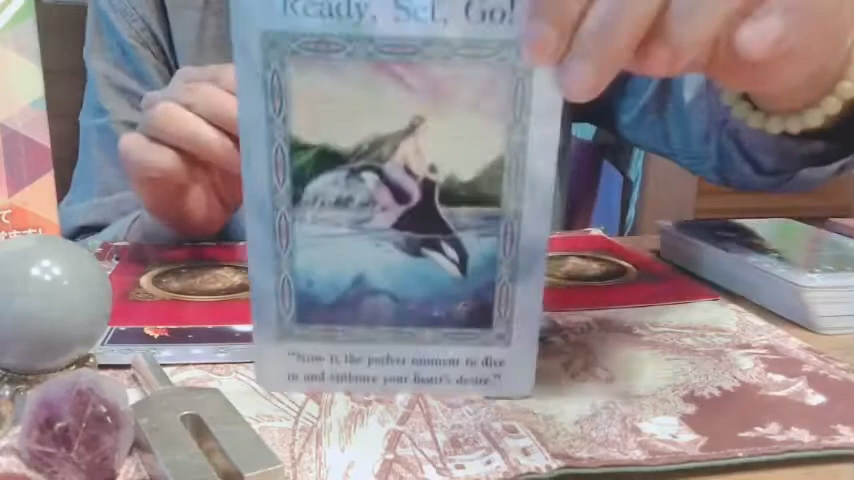 Ready, Set, Go!
"Now is the perfect moment to dive
in and embrace your heart's desire."